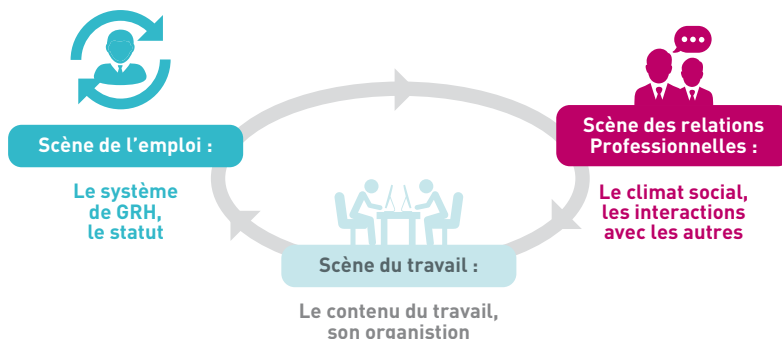 Scène de l'emploi :
Le système
de GRH,
le statut
Scène des relations
Professionnelles :
Le climat social,
les interactions
avec les autres
Scène du travail :
Le contenu du travail,
son organistion